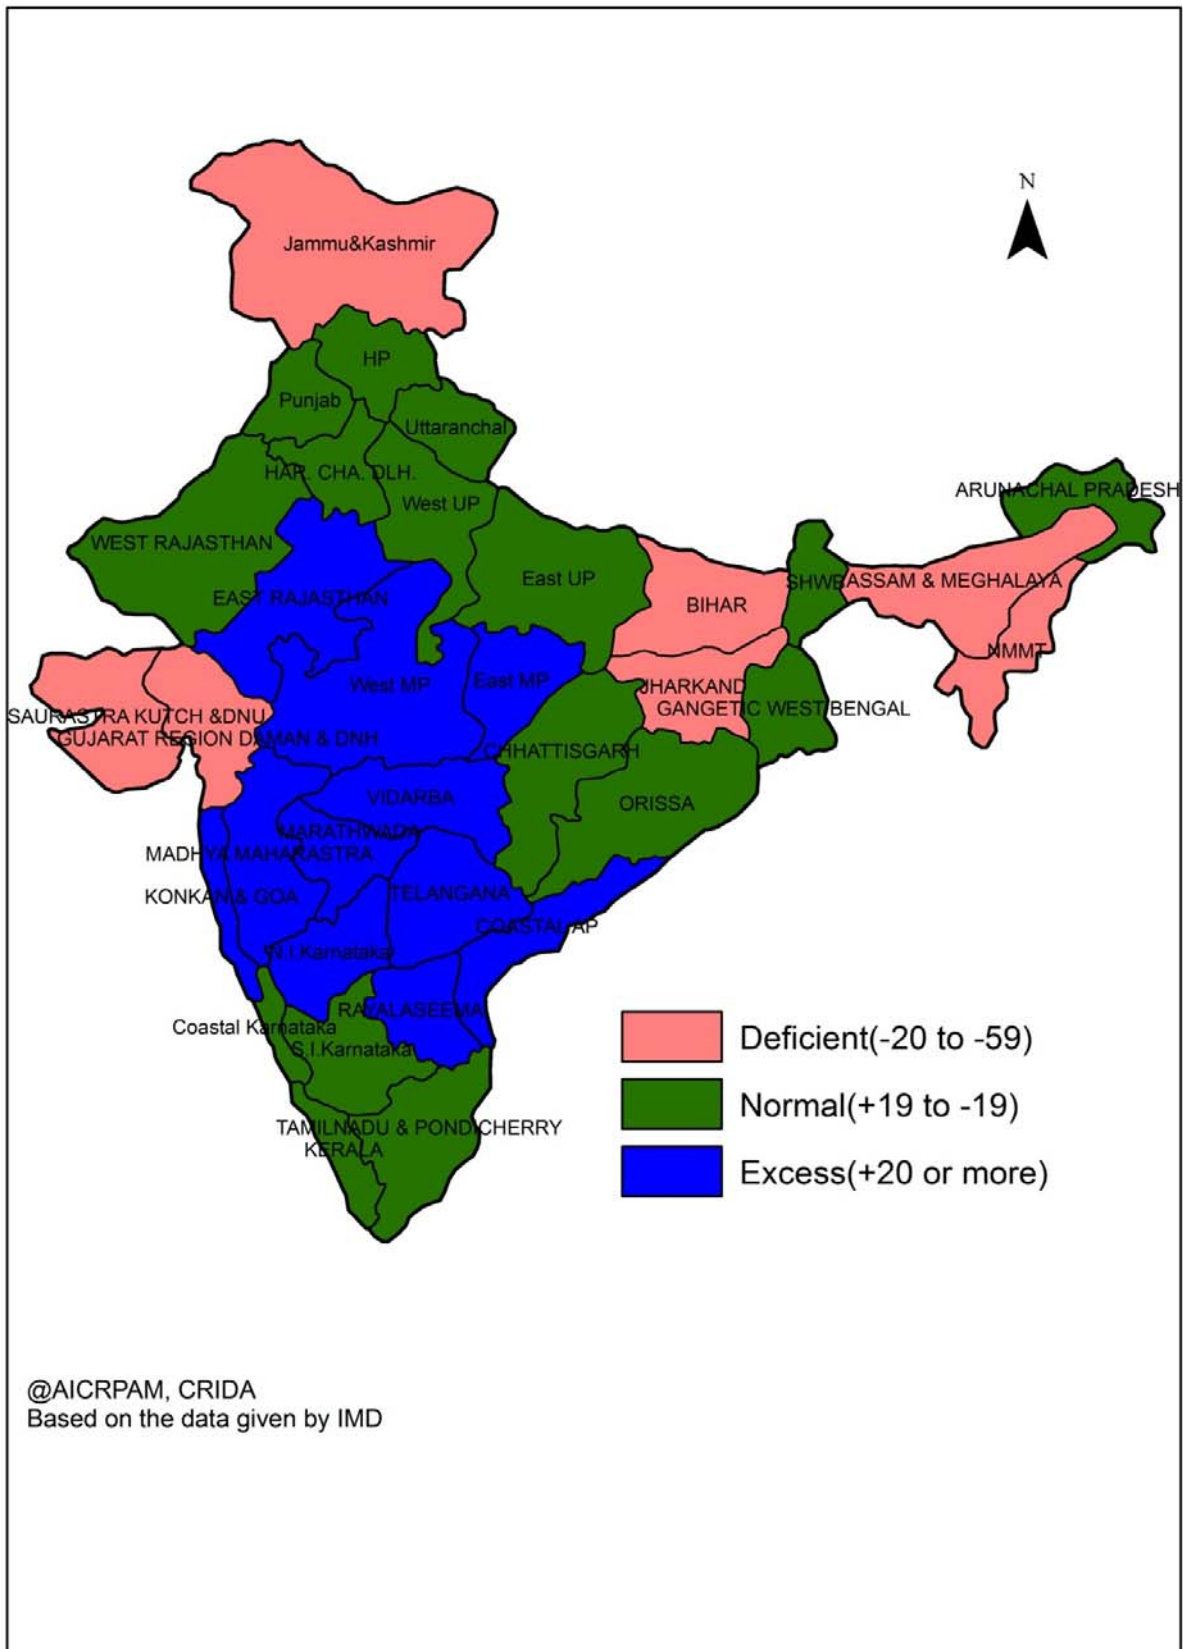 N
Jammu&Kashmir
HP
Punjab
Uttaranchal
HAR. CHA. DLH.
ARUNACHAL PRADESH
West UP
WEST RAJASTHAN
East UP
SHWB
ASSAM & MEGHALAYA
EAST RAJASTHAN
BIHAR
NMMT
West MP
East MP
JHARKAND
SAURASTRA KUTCH &DNU
GANGETIC WEST BENGAL
GUJARAT REGION DAMAN & DNH
CHHATTISGARH
VIDARBA
ORISSA
MARATHWADA
MADHYA MAHARASTRA
KONKAN & GOA
TELANGANA
COASTAL AP
N.I.Karnataka
RAYALASEEMA
Coastal Karnataka
S.I.Karnataka
TAMILNADU & PONDICHERRY
KERALA
Deficient(-20 to -59)
Normal(+19 to -19)
Excess(+20 or more)
@AICRPAM, CRIDA
Based on the data given by IMD